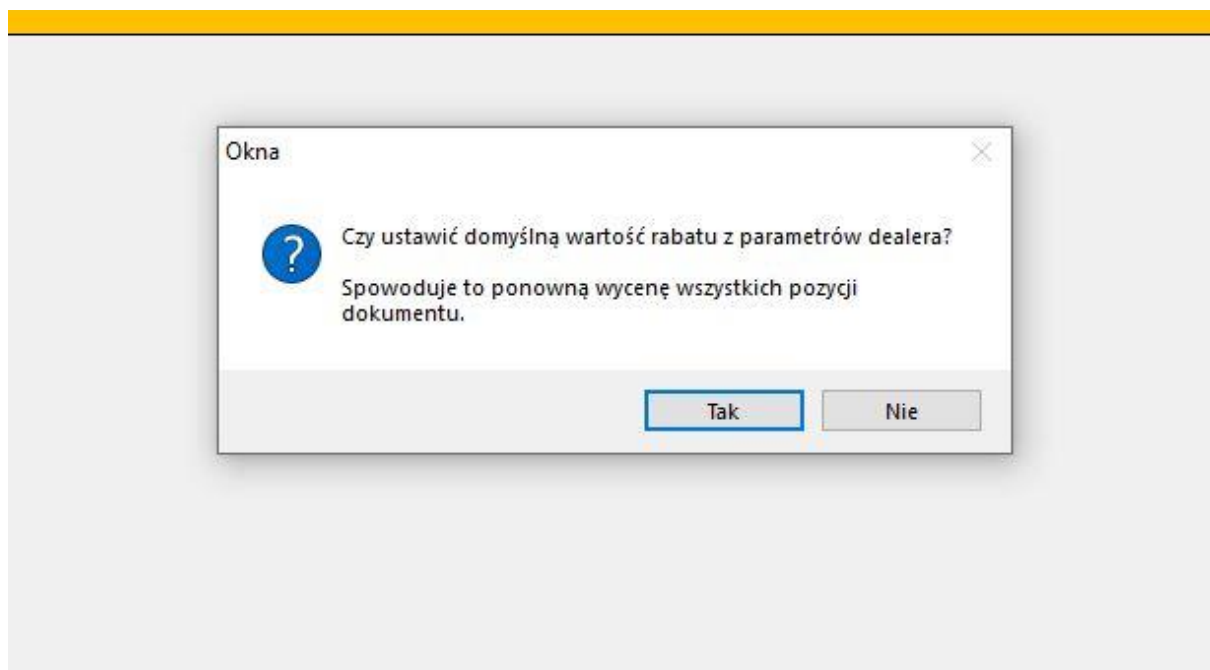 Okna
Czy ustawić domyślną wartość rabatu z parametrów dealera?
Spowoduje to ponowną wycenę wszystkich pozycji
dokumentu.
Tak
Nie